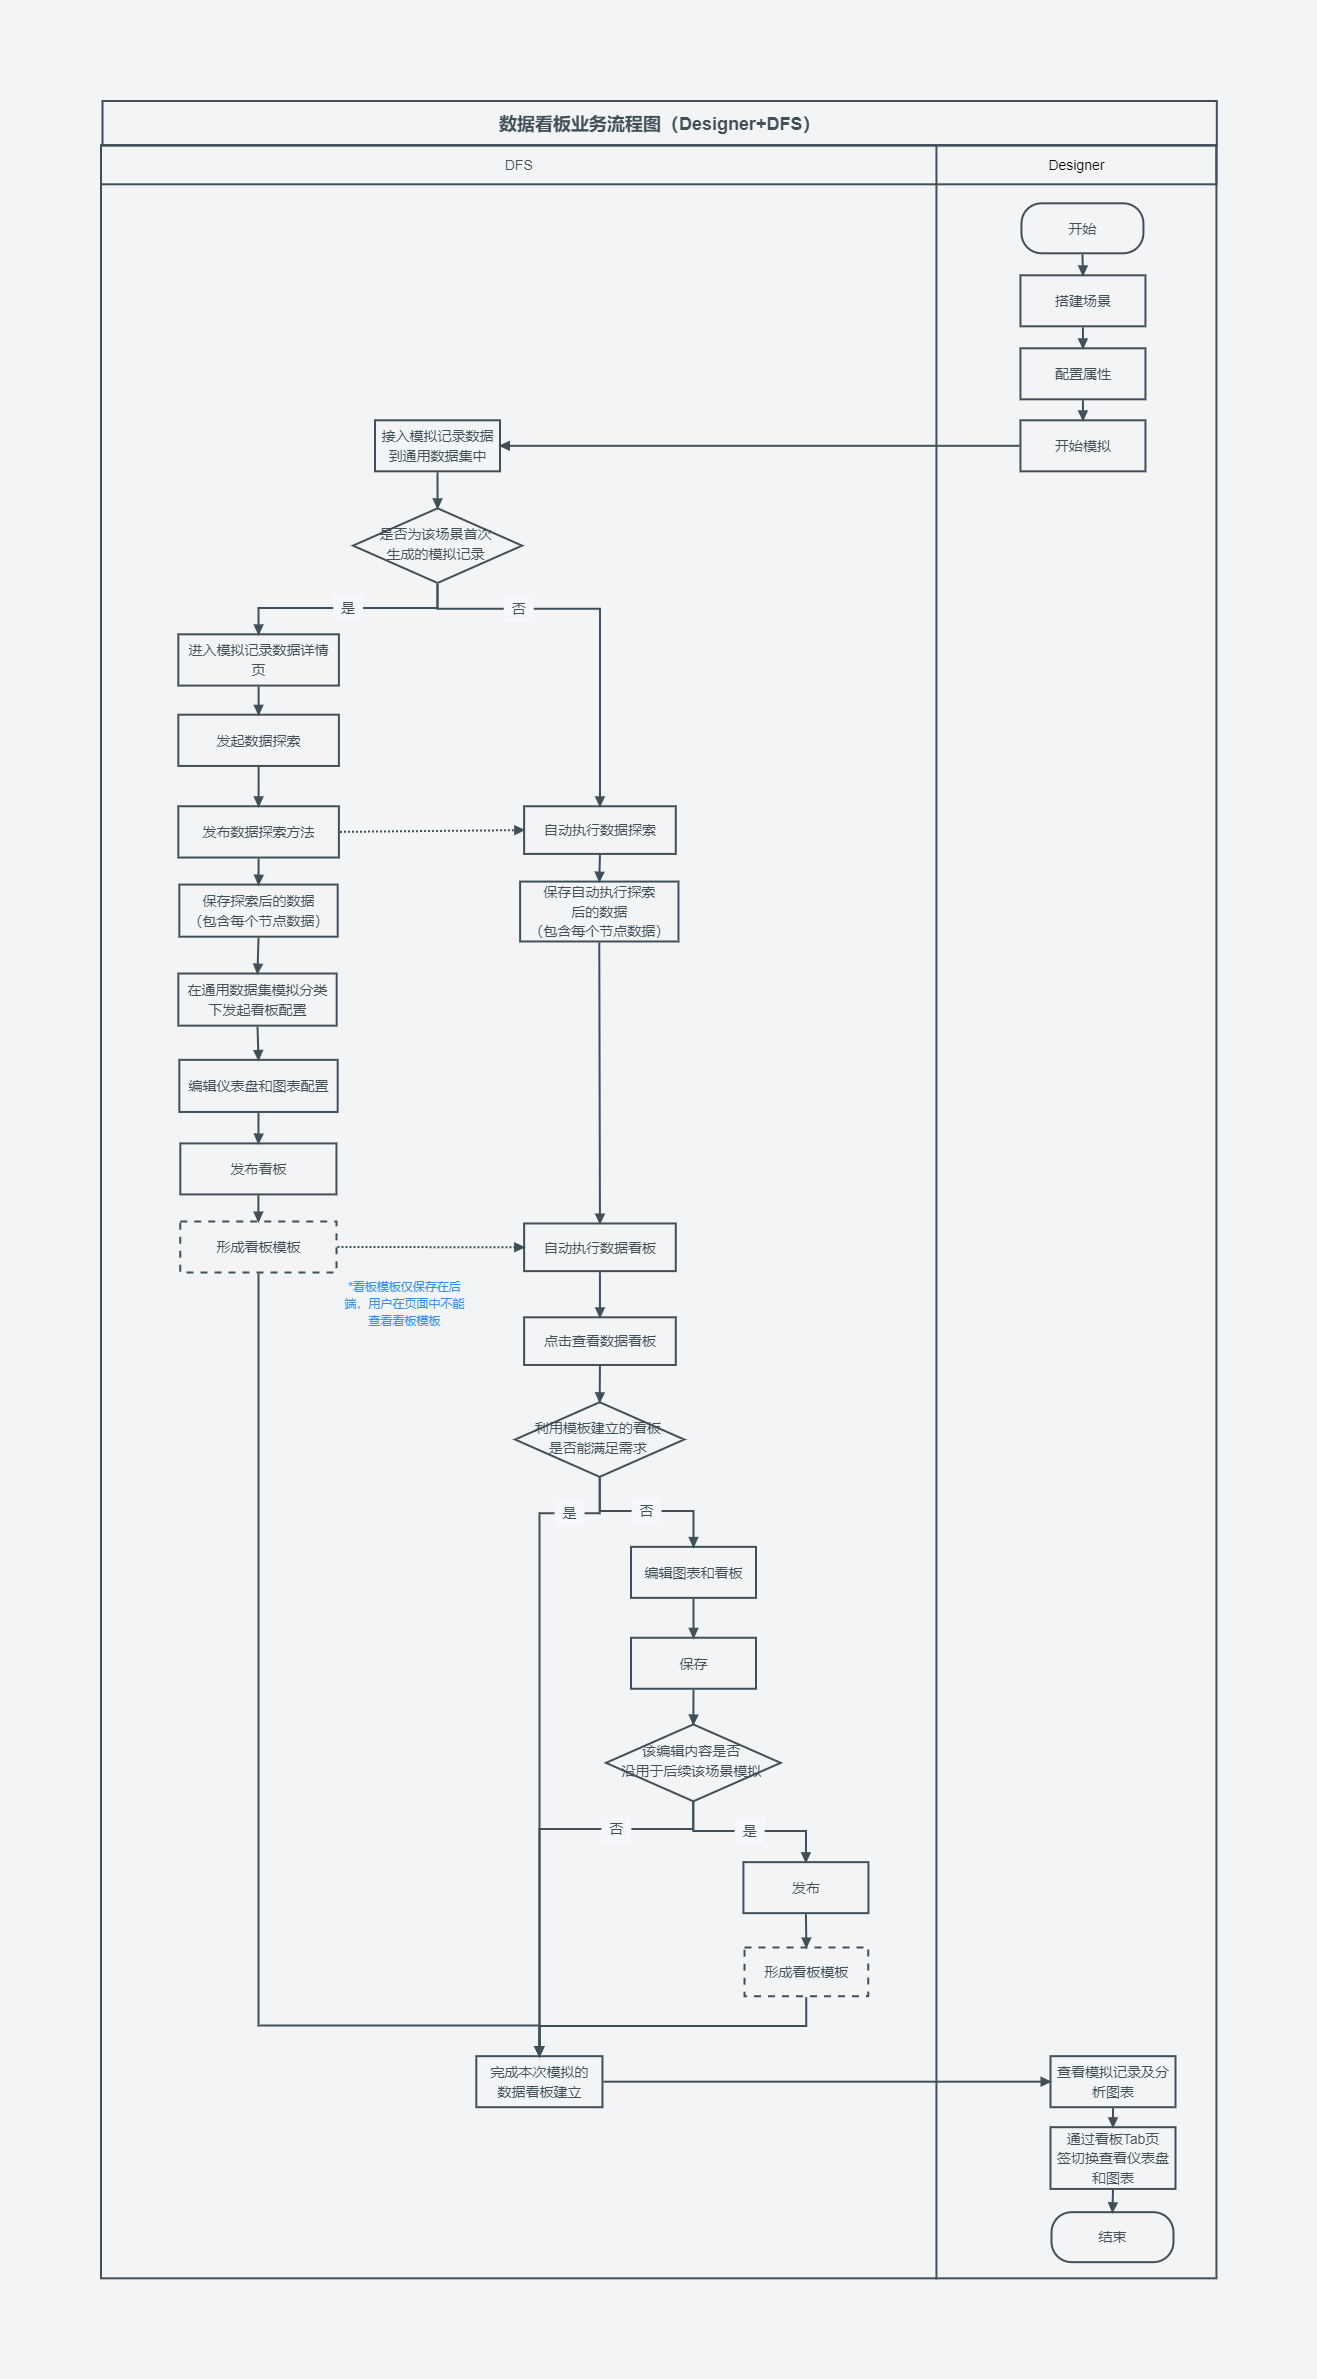 数据看板业务流程图（Designer+DFS）
DFS
Designer
开始
搭建场景
配置属性
开始模拟
接入模拟记录数据
到通用数据集中
是否为该场景首次
生成的模拟记录
是
否
进入模拟记录数据详情
页
发起数据探索
发布数据探索方法
自动执行数据探索
保存探索后的数据
（包含每个节点数据）
保存自动执行探索
后的数据
（包含每个节点数据）
在通用数据集模拟分类
下发起看板配置
编辑仪表盘和图表配置
发布看板
形成看板模板
自动执行数据看板
*看板模板仅保存在后
端，用户在页面中不能
查看看板模板
点击查看数据看板
利用模板建立的看板
是否能满足需求
是
否
编辑图表和看板
保存
该编辑内容是否
沿用于后续该场景模拟
否
是
发布
形成看板模板
完成本次模拟的
数据看板建立
查看模拟记录及分
析图表
通过看板Tab页
签切换查看仪表盘
和图表
结束